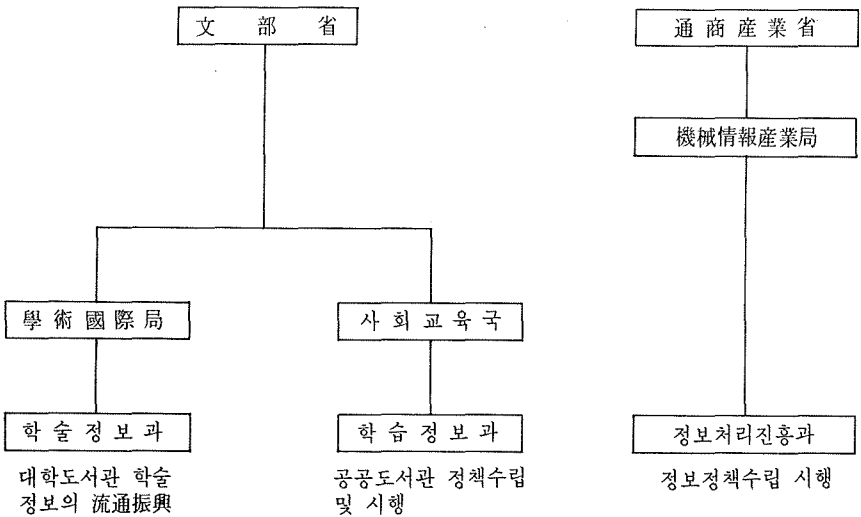 文部省
通商産業省
機械情報産業局
學術國際局
사회교육국
학술정보과
학습정보과
정보처리진흥과
대학도서관 학술
정보의 流通振興
공공도서관 정책수립
및 시행
정보정책수립 시행